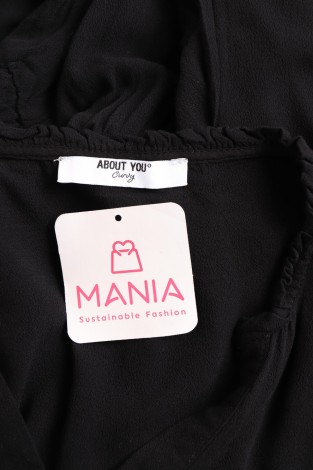 ABOUT YOU°
Curvy
MANIA
Sustainable Fashion